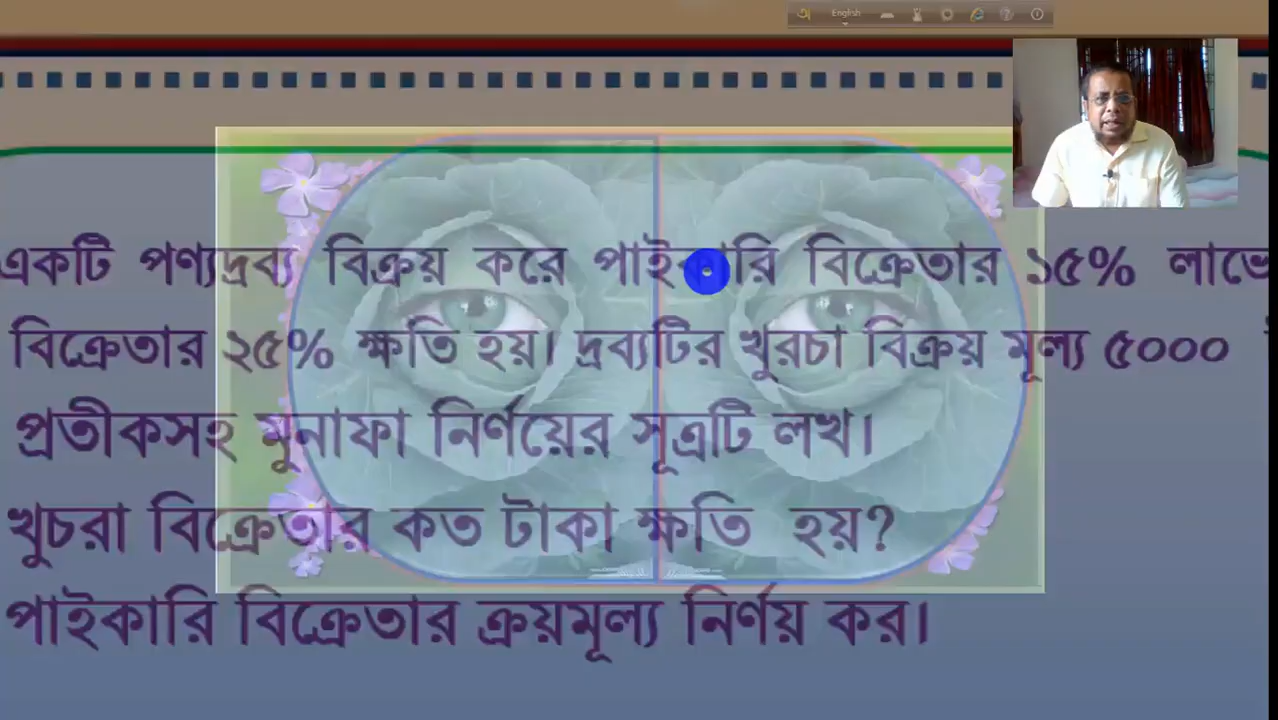 English
একটি পণ্যদ্রব্য বিক্রয় করে পাইকারি বিক্রেতার ১৫% লাভে
বিক্রেতার ২৫% ক্ষতি হয়। দ্রব্যটির খুরচা বিক্রয় মূল্য ৫০০০
প্রতীকসহ মুনাফা নির্ণয়ের সূত্রটি লখ।
খুচরা বিক্রেতার কত টাকা ক্ষতি হয়?
পাইকারি বিক্রেতার ক্রয়মূল্য নির্ণয় কর।